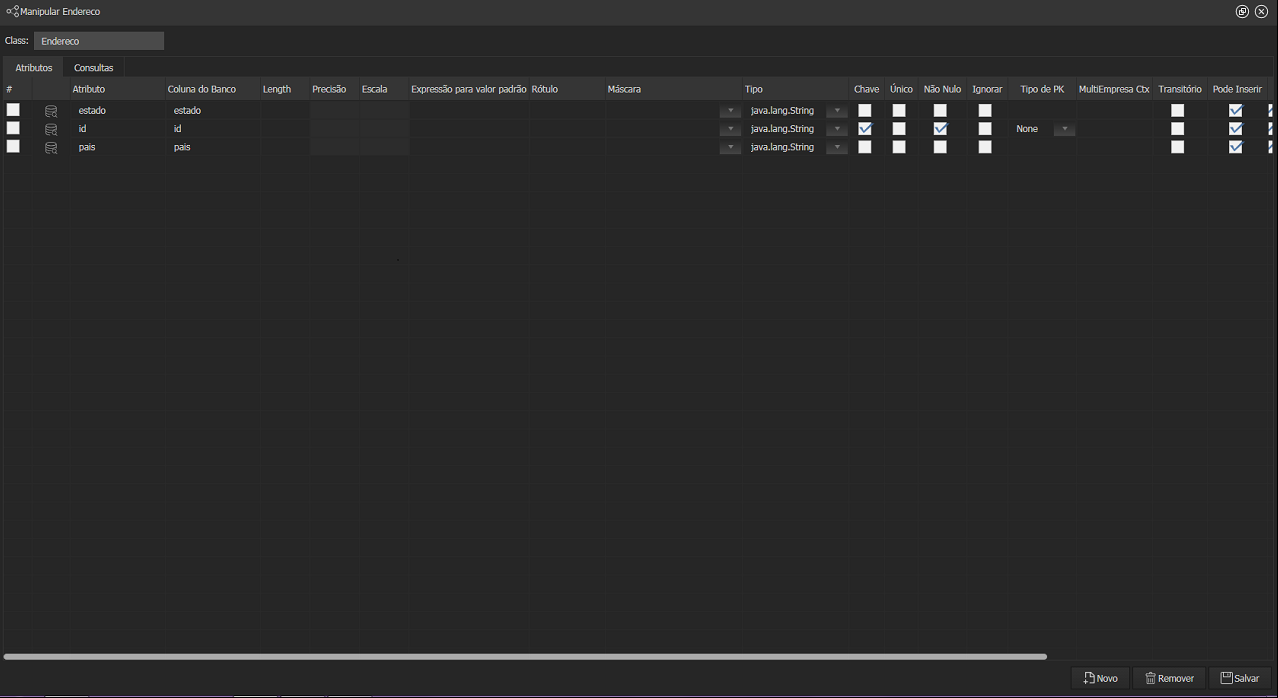 Manipular Endereco
Class: Endereco
Atributos Consultas
# Atributo Coluna do Banco Length Precisão Escala Expressão para valor padrão Rótulo Máscara Tipo Chave Único Não Nulo Ignorar Tipo de PK MultiEmpresa Ctx Transitório Pode Inserir
estado estado java.lang.String
id id java.lang.String None
pais pais java.lang.String
Novo Remover Salvar